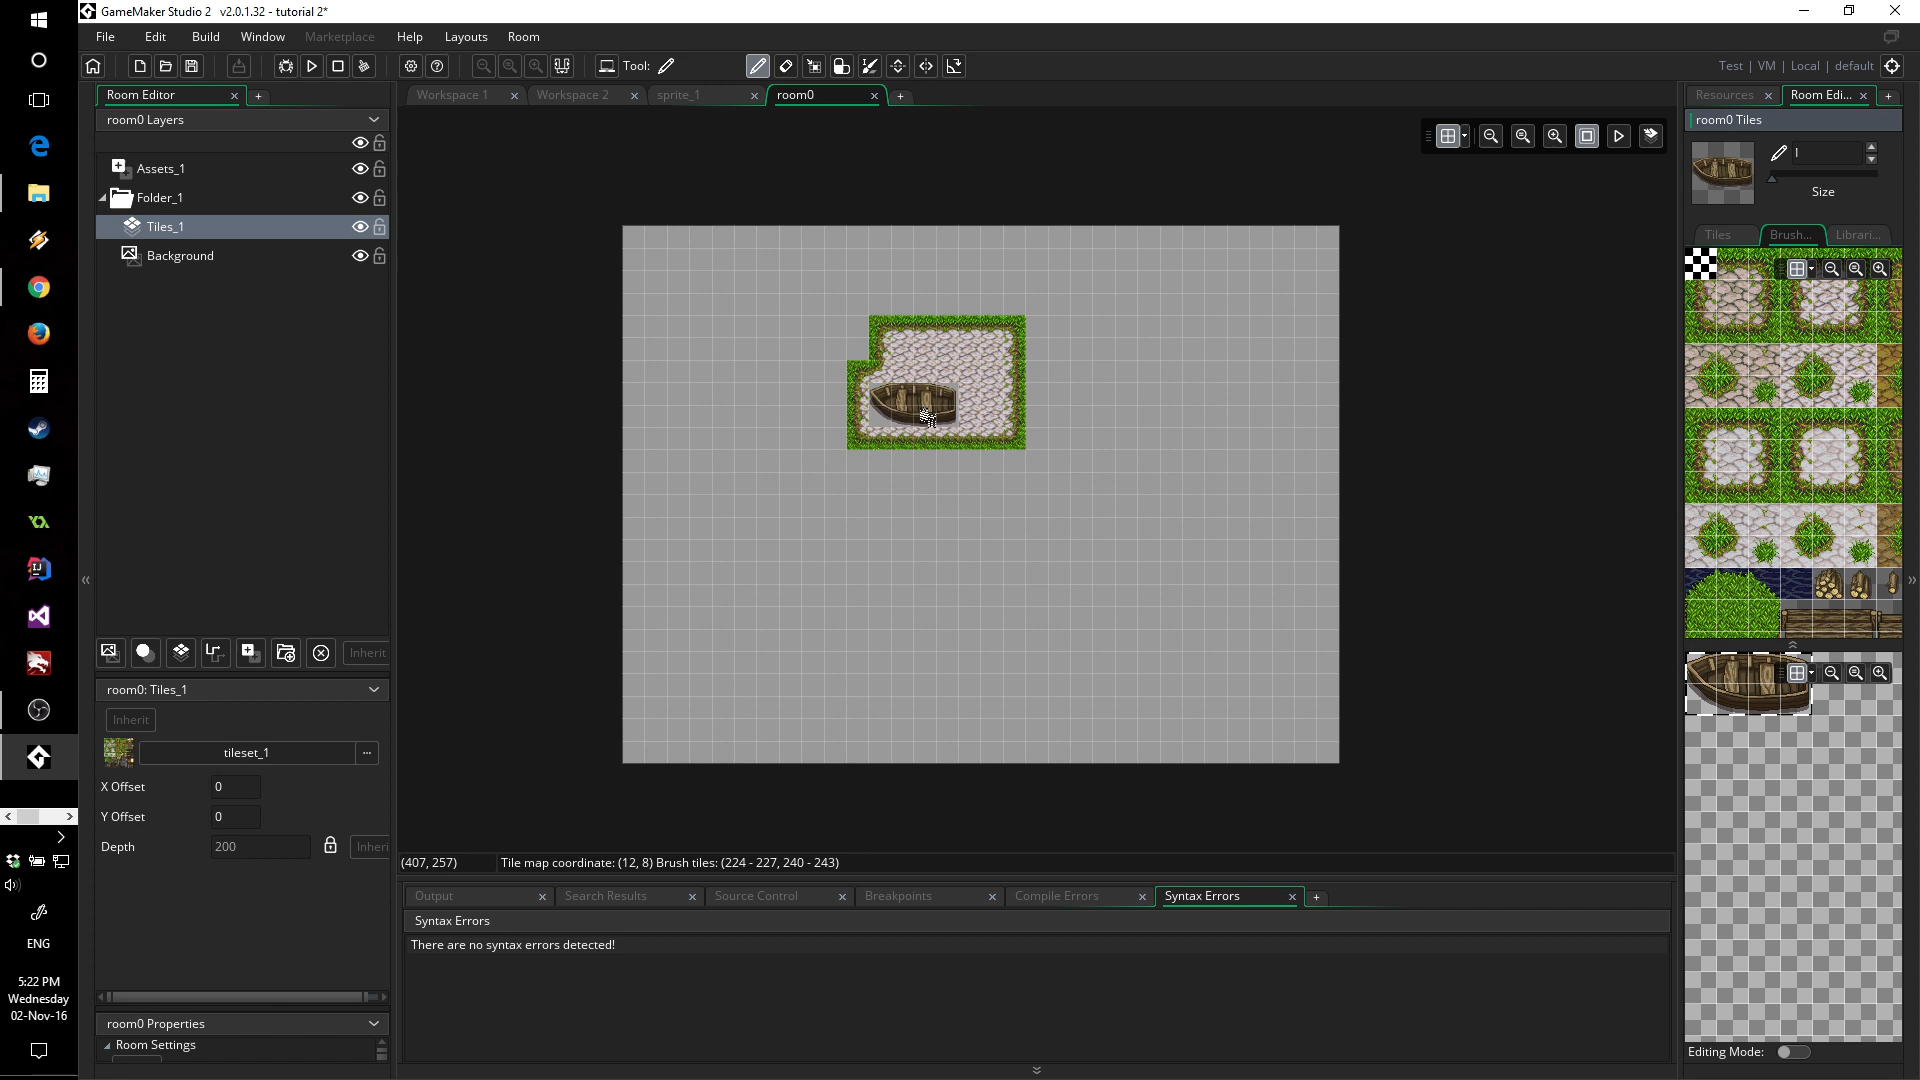 GameMaker Studio 2   v2.0.1.32 - tutorial 2*
File Edit Build Window Marketplace Help Layouts Room
Tool:
Test | VM | Local | default
Room Editor
Workspace 1
Workspace 2
sprite_1
room0
Resources
Room Edi...
room0 Layers
room0 Tiles
Assets_1
1
Folder_1
Size
Tiles_1
Tiles
Brush...
Librari...
Background
Inherit
room0: Tiles_1
Inherit
tileset_1
...
X Offset 0
Y Offset 0
Depth 200
Inheri
(407, 257)
Tile map coordinate: (12, 8) Brush tiles: (224 - 227, 240 - 243)
Output
Search Results
Source Control
Breakpoints
Compile Errors
Syntax Errors
Syntax Errors
There are no syntax errors detected!
ENG
5:22 PM
Wednesday
02-Nov-16
room0 Properties
Room Settings
Editing Mode: